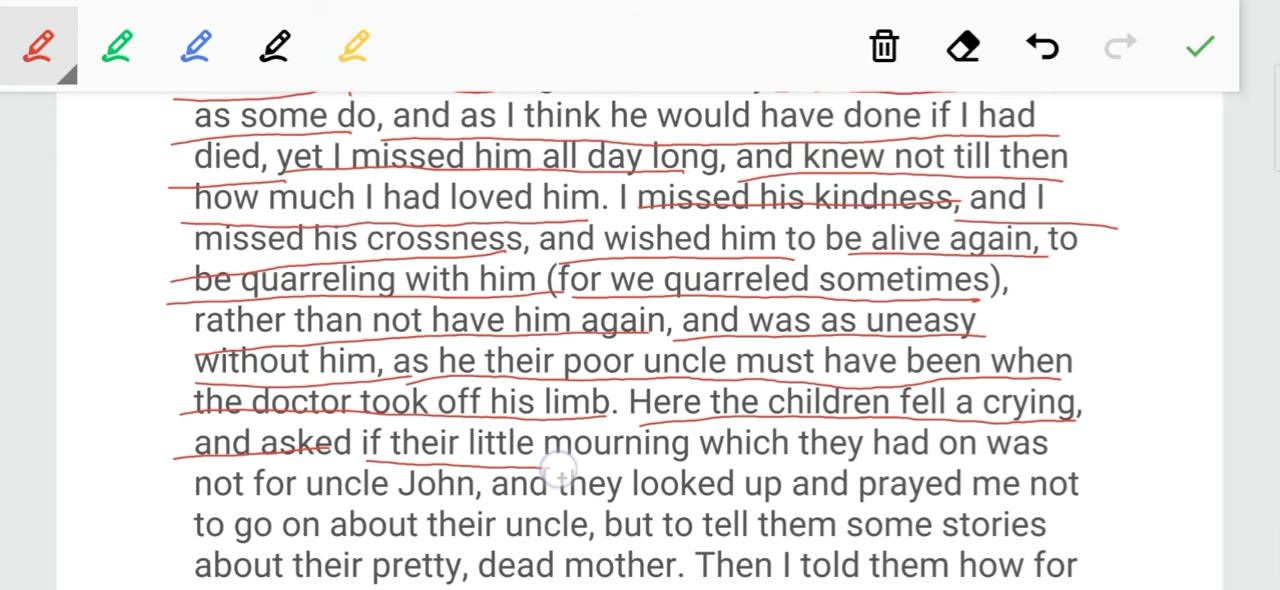 as some do, and as I think he would have done if I had
died, yet I missed him all day long, and knew not till then
how much I had loved him. I missed his kindness, and I
missed his crossness, and wished him to be alive again, to
be quarreling with him (for we quarreled sometimes),
rather than not have him again, and was as uneasy
without him, as he their poor uncle must have been when
the doctor took off his limb. Here the children fell a crying,
and asked if their little mourning which they had on was
not for uncle John, and they looked up and prayed me not
to go on about their uncle, but to tell them some stories
about their pretty, dead mother. Then I told them how for